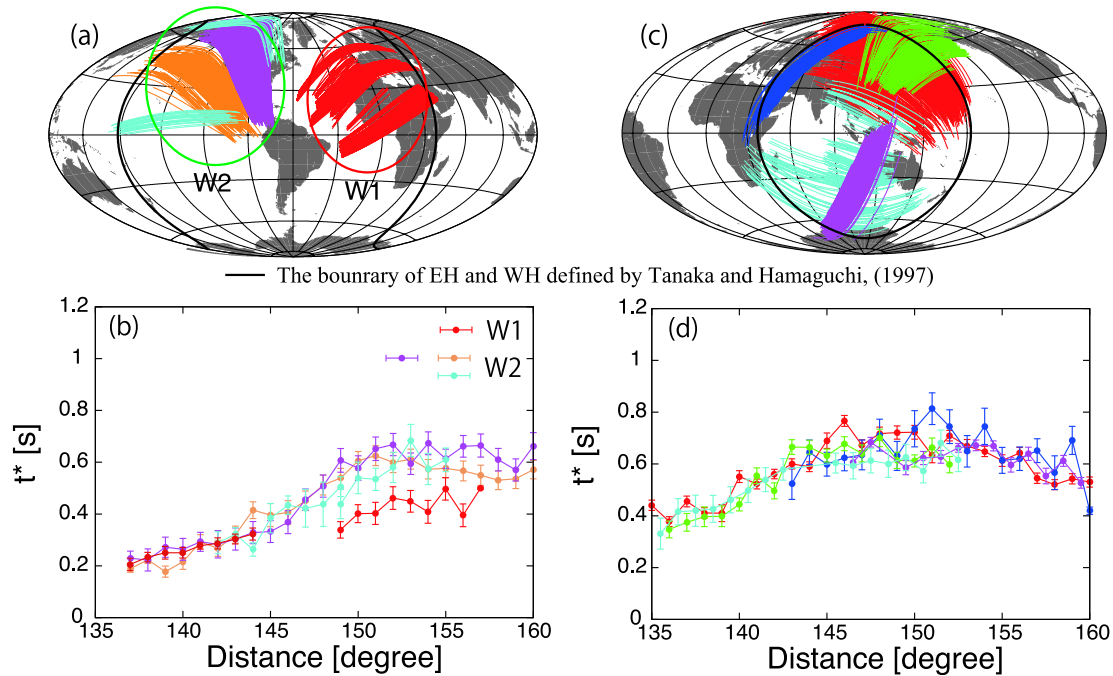 (a)
(c)
W2
W1
The bounrary of EH and WH defined by Tanaka and Hamaguchi, (1997)
(b)
W1
W2
t* [s]
1.2
1
0.8
0.6
0.4
0.2
0
135 140 145 150 155 160
Distance [degree]
(d)
t* [s]
1.2
1
0.8
0.6
0.4
0.2
0
135 140 145 150 155 160
Distance [degree]